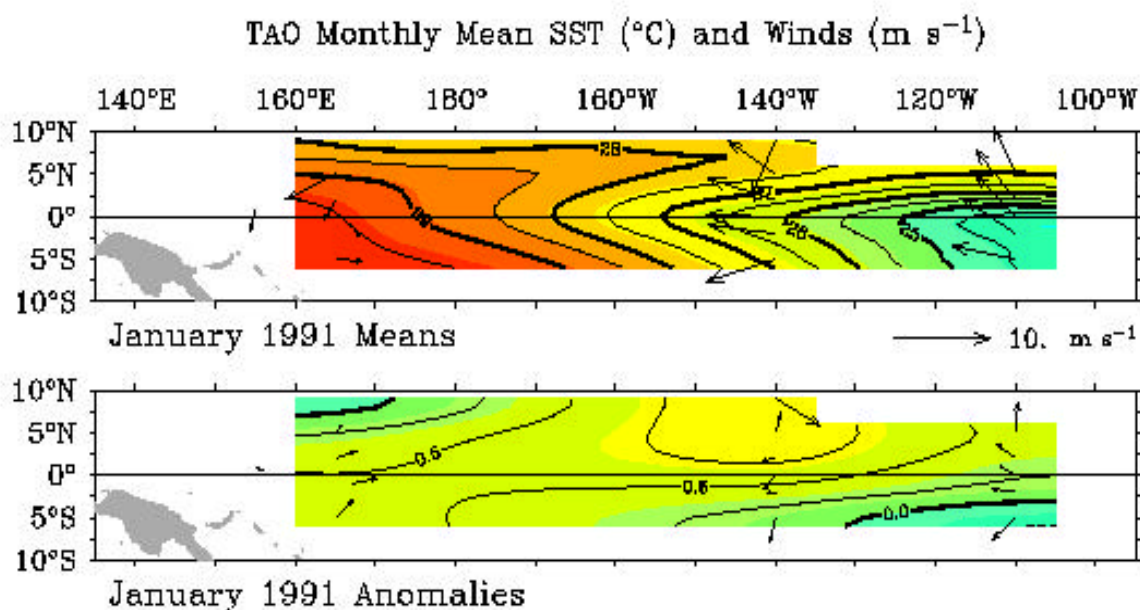 TAO Monthly Mean SST (°C) and Winds (m s⁻¹)
140°E 160°E 180° 160°W 140°W 120°W 100°W
10°N
28
5°N
0°
26
25
5°S
10°S
January 1991 Means
10. m s⁻¹
10°N
5°N
0.5
0°
0.5
0.0
5°S
10°S
January 1991 Anomalies